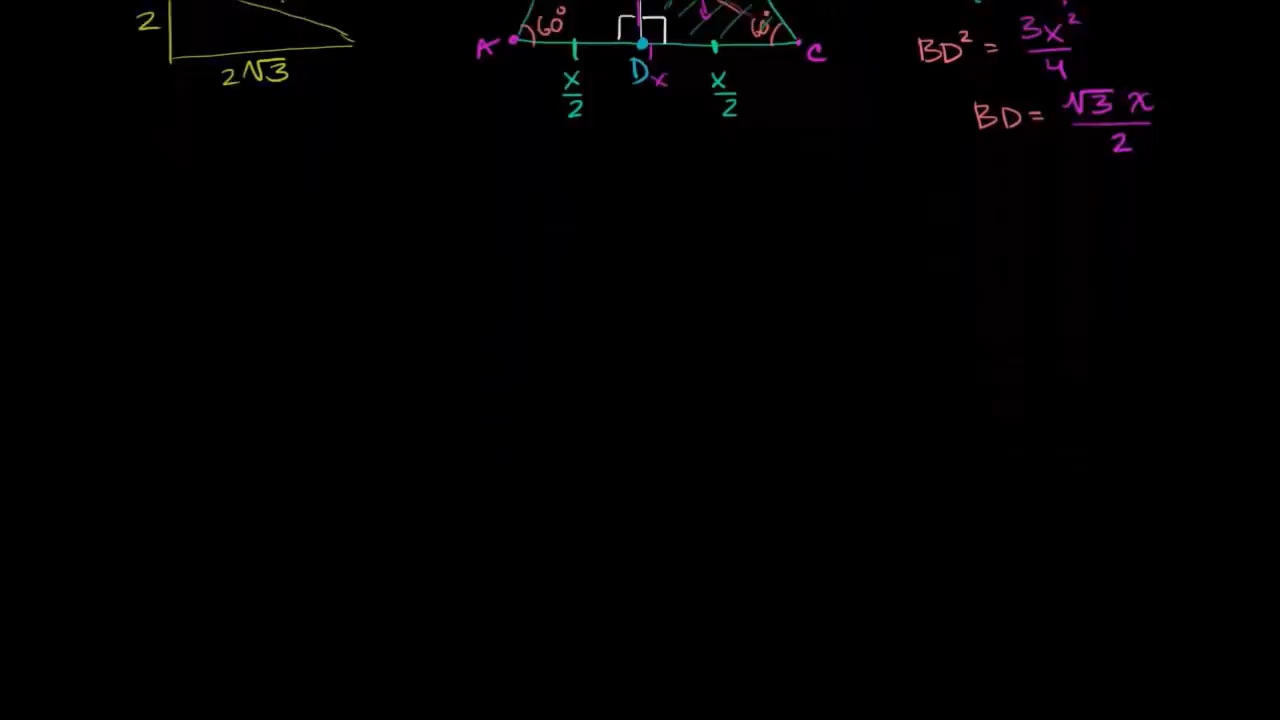 2
2√3
A
60°
60°
C
D
x
x/2
x/2
BD² = 3x²/4
BD = √3 x/2